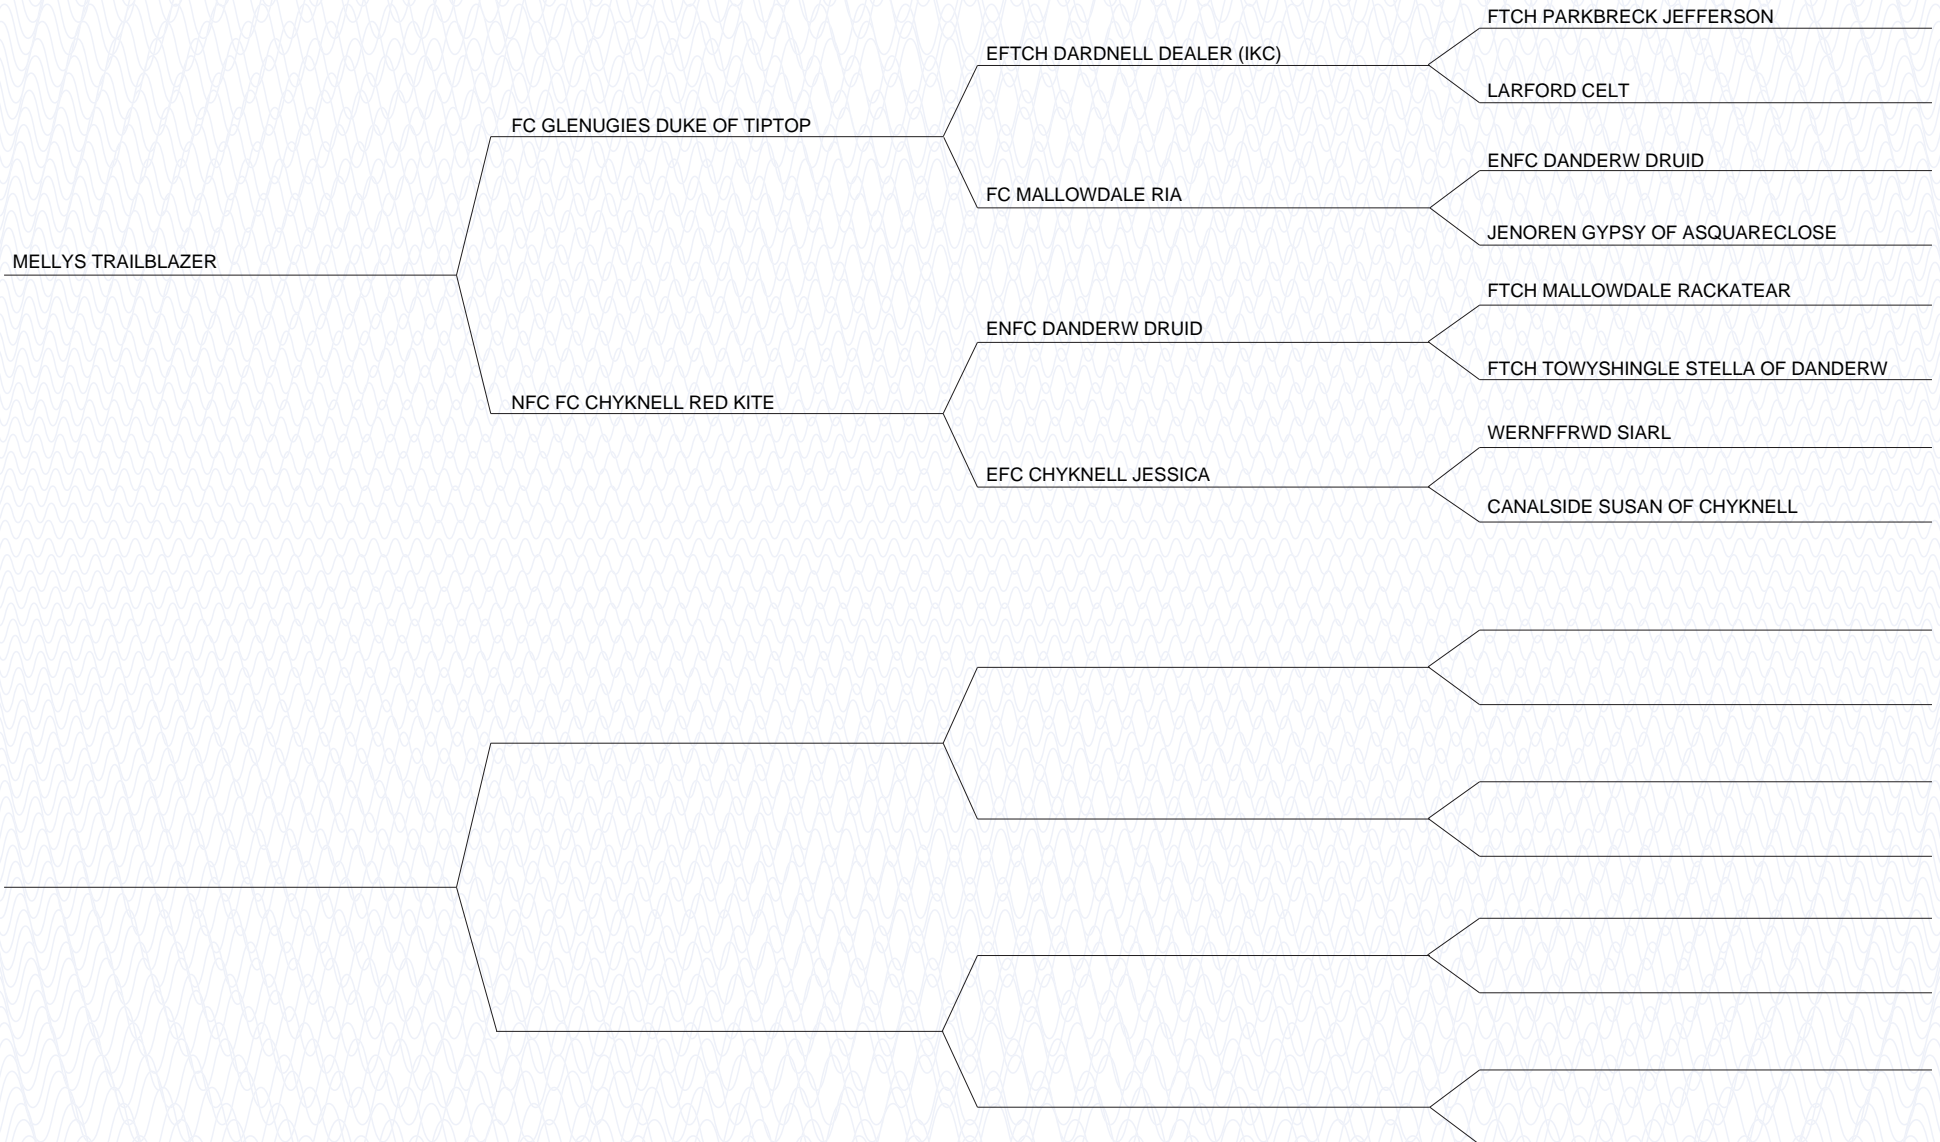 FTCH PARKBRECK JEFFERSON
EFTCH DARDNELL DEALER (IKC)
LARFORD CELT
FC GLENUGIES DUKE OF TIPTOP
ENFC DANDERW DRUID
FC MALLOWDALE RIA
JENOREN GYPSY OF ASQUARECLOSE
MELLYS TRAILBLAZER
FTCH MALLOWDALE RACKATEAR
ENFC DANDERW DRUID
FTCH TOWYSHINGLE STELLA OF DANDERW
NFC FC CHYKNELL RED KITE
WERNFFRWD SIARL
EFC CHYKNELL JESSICA
CANALSIDE SUSAN OF CHYKNELL